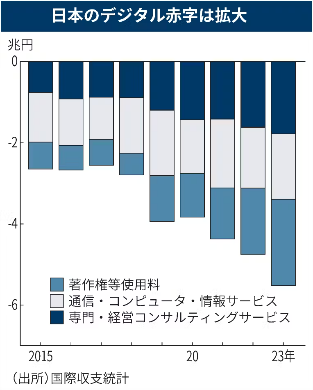 日本のデジタル赤字は拡大
兆円
0
-2
-4
-6
著作権等使用料
通信・コンピュータ・情報サービス
専門・経営コンサルティングサービス
2015 20 23年
(出所)国際収支統計